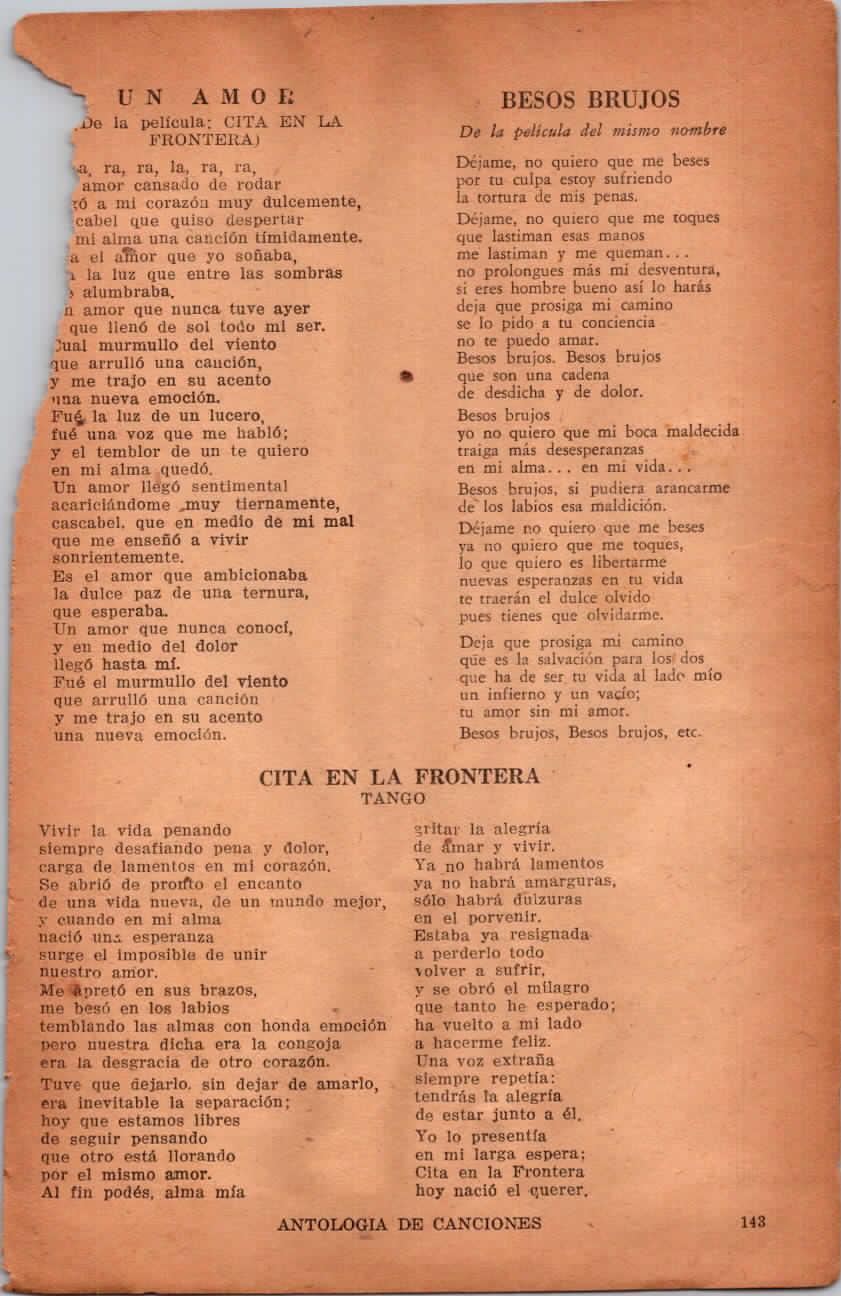 UN AMOR
(De la película: CITA EN LA
FRONTERA)
a, ra, ra, la, ra, ra,
amor cansado de rodar
gó a mi corazón muy dulcemente,
cabel que quiso despertar
mi alma una canción tímidamente.
a el amor que yo soñaba,
la luz que entre las sombras
alumbraba.
n amor que nunca tuve ayer
que llenó de sol todo mi ser.
Cual murmullo del viento
que arrulló una canción,
y me trajo en su acento
una nueva emoción.
Fué la luz de un lucero,
fué una voz que me habló;
y el temblor de un te quiero
en mi alma quedó.
Un amor llegó sentimental
acariciándome muy tiernamente,
cascabel. que en medio de mi mal
que me enseñó a vivir
sonrientemente.
Es el amor que ambicionaba
la dulce paz de una ternura,
que esperaba.
Un amor que nunca conocí,
y en medio del dolor
llegó hasta mí.
Fué el murmullo del viento
que arrulló una canción
y me trajo en su acento
una nueva emoción.
BESOS BRUJOS
De la película del mismo nombre
Déjame, no quiero que me beses
por tu culpa estoy sufriendo
la tortura de mis penas.
Déjame, no quiero que me toques
que lastiman esas manos
me lastiman y me queman...
no prolongues más mi desventura,
si eres hombre bueno así lo harás
deja que prosiga mi camino
se lo pido a tu conciencia
no te puedo amar.
Besos brujos. Besos brujos
que son una cadena
de desdicha y de dolor.
Besos brujos
yo no quiero que mi boca maldecida
traiga más desesperanzas
en mi alma... en mi vida...
Besos brujos, si pudiera arancarme
de los labios esa maldición.
Déjame no quiero que me beses
ya no quiero que me toques,
lo que quiero es libertarme
nuevas esperanzas en tu vida
te traerán el dulce olvido
pues tienes que olvidarme.
Deja que prosiga mi camino
que es la salvación para los dos
que ha de ser tu vida al lado mío
un infierno y un vacío;
tu amor sin mi amor.
Besos brujos, Besos brujos, etc.
CITA EN LA FRONTERA
TANGO
Vivir la vida penando
siempre desafiando pena y dolor,
carga de lamentos en mi corazón.
Se abrió de pronto el encanto
de una vida nueva, de un mundo mejor,
y cuando en mi alma
nació una esperanza
surge el imposible de unir
nuestro amor.
Me apretó en sus brazos,
me besó en los labios
temblando las almas con honda emoción
pero nuestra dicha era la congoja
era la desgracia de otro corazón.
Tuve que dejarlo. sin dejar de amarlo,
era inevitable la separación;
hoy que estamos libres
de seguir pensando
que otro está llorando
por el mismo amor.
Al fin podés, alma mía
gritar la alegría
de amar y vivir.
Ya no habrá lamentos
ya no habrá amarguras,
sólo habrá dulzuras
en el porvenir.
Estaba ya resignada
a perderlo todo
volver a sufrir,
y se obró el milagro
que tanto he esperado;
ha vuelto a mi lado
a hacerme feliz.
Una voz extraña
siempre repetía:
tendrás la alegría
de estar junto a él.
Yo lo presentía
en mi larga espera;
Cita en la Frontera
hoy nació el querer.
ANTOLOGIA DE CANCIONES 143